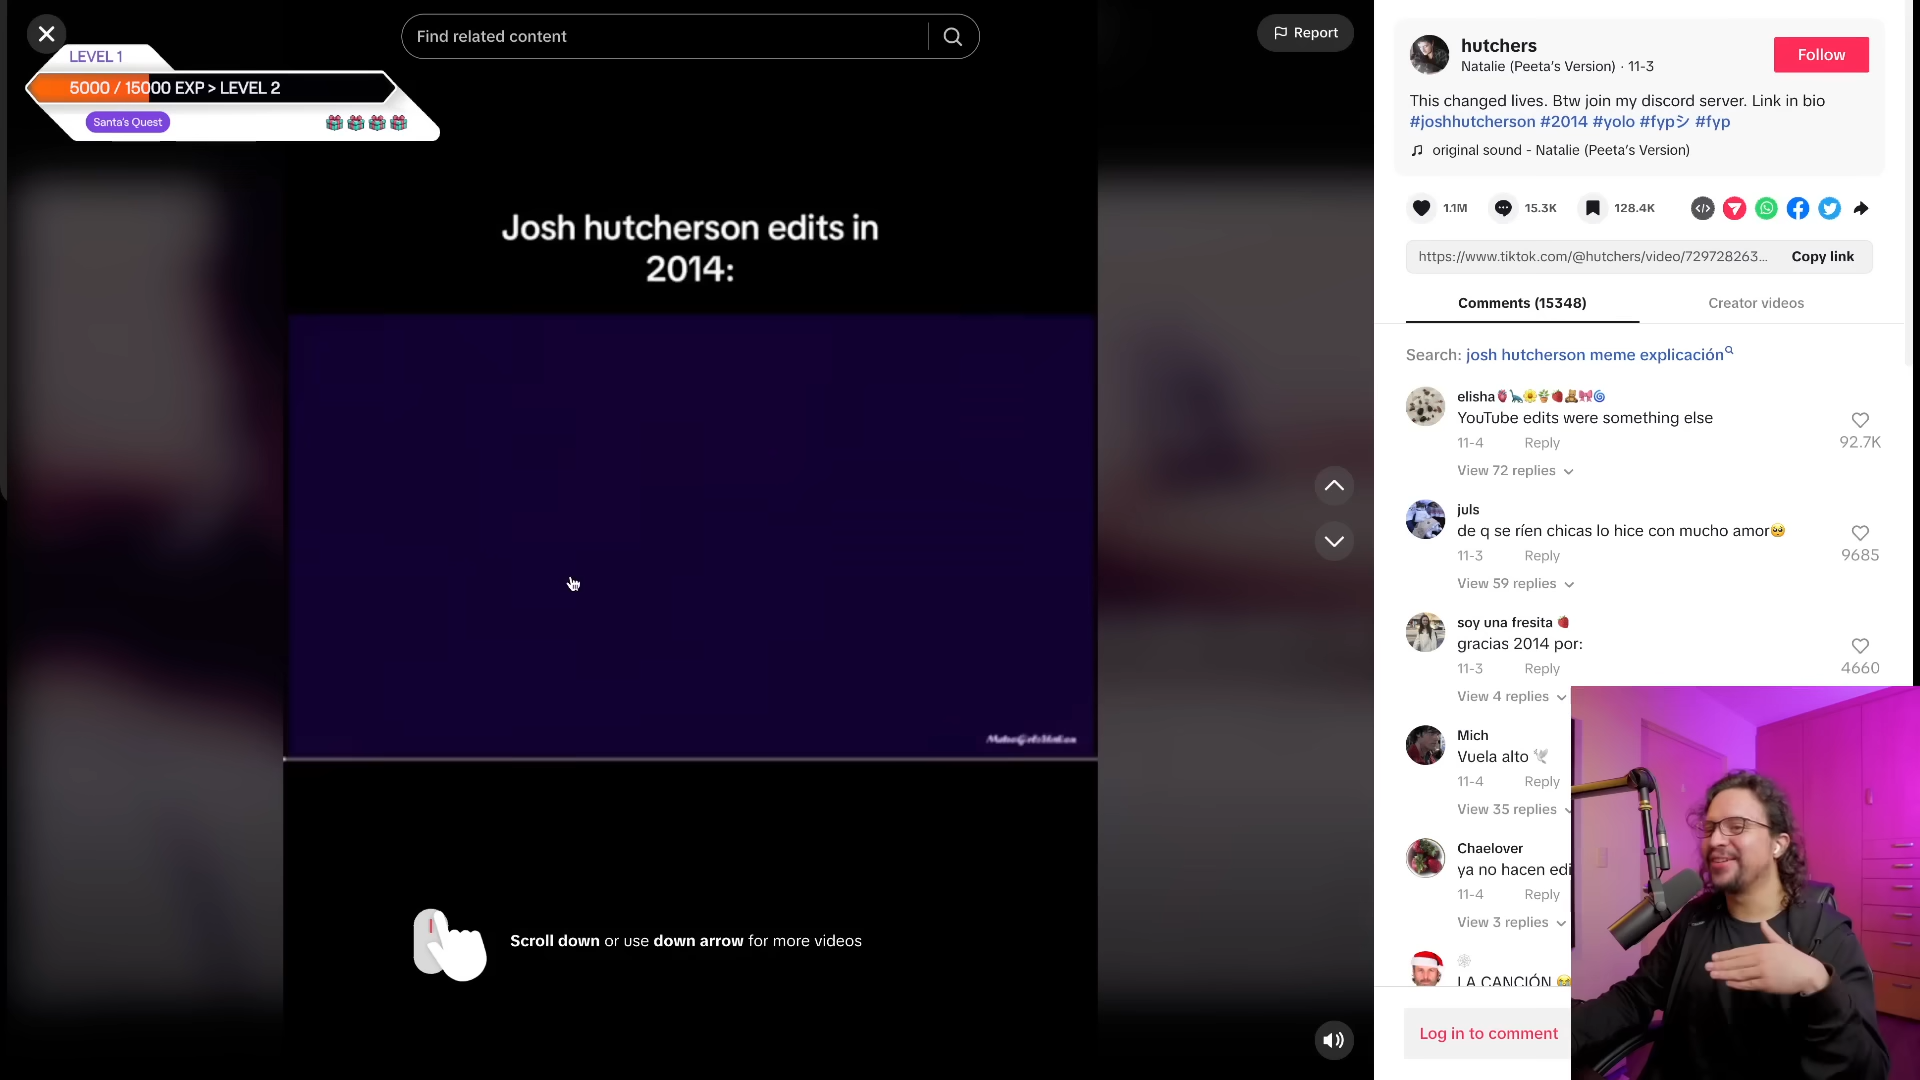 Find related content
Report
LEVEL 1
5000 / 15000 EXP > LEVEL 2
Santa's Quest
Josh hutcherson edits in
2014:
Scroll down or use down arrow for more videos
hutchers
Natalie (Peeta's Version) · 11-3
Follow
This changed lives. Btw join my discord server. Link in bio
#joshhutcherson #2014 #yolo #fypシ #fyp
original sound - Natalie (Peeta's Version)
1.1M
15.3K
128.4K
https://www.tiktok.com/@hutchers/video/729728263...
Copy link
Comments (15348)
Creator videos
Search: josh hutcherson meme explicación
elisha
YouTube edits were something else
11-4 Reply
92.7K
View 72 replies
juls
de q se ríen chicas lo hice con mucho amor🥺
11-3 Reply
9685
View 59 replies
soy una fresita 🍓
gracias 2014 por:
11-3 Reply
4660
View 4 replies
Mich
Vuela alto 🕊
11-4 Reply
View 35 replies
Chaelover
ya no hacen edi
11-4 Reply
View 3 replies
LA CANCIÓN 😭
Log in to comment